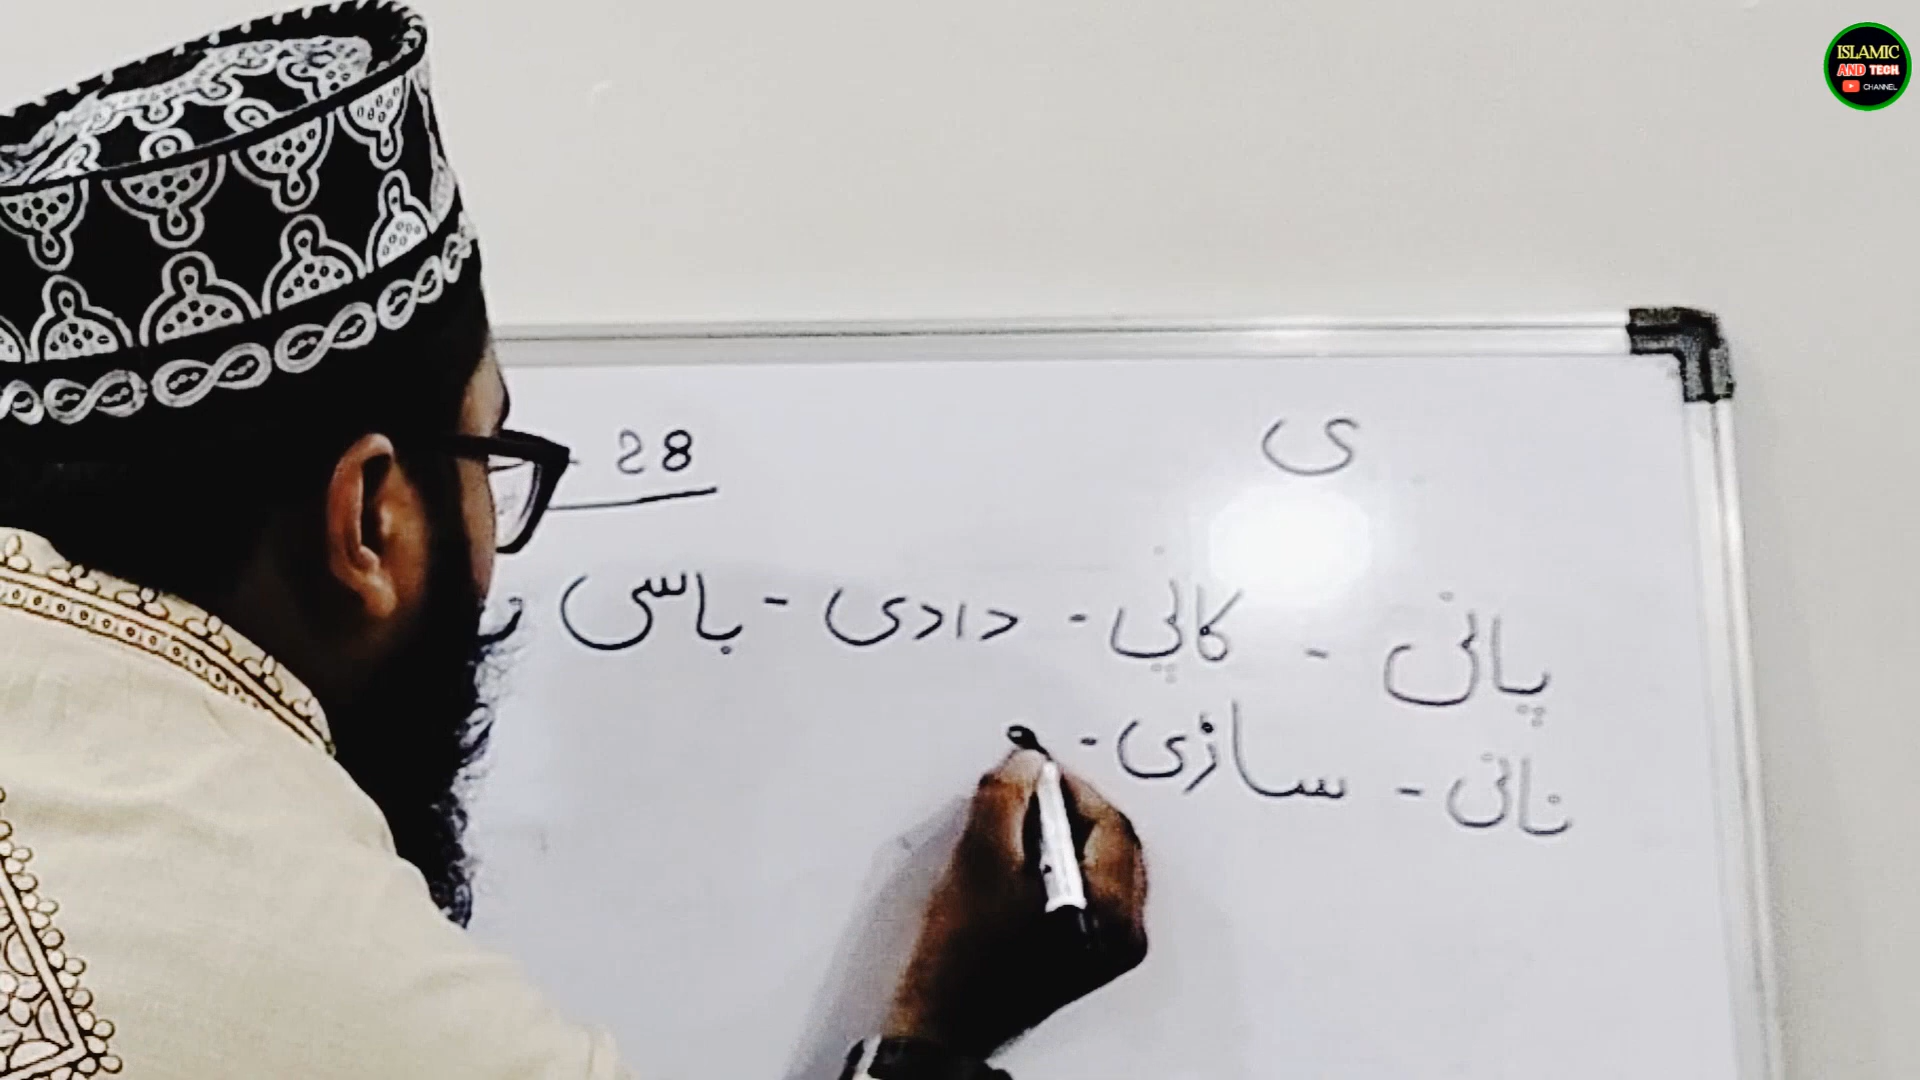 ISLAMIC
AND TECH
CHANNEL
28
ی
پانی - کاپی - دادی - باسی
نانی - ساڑی -